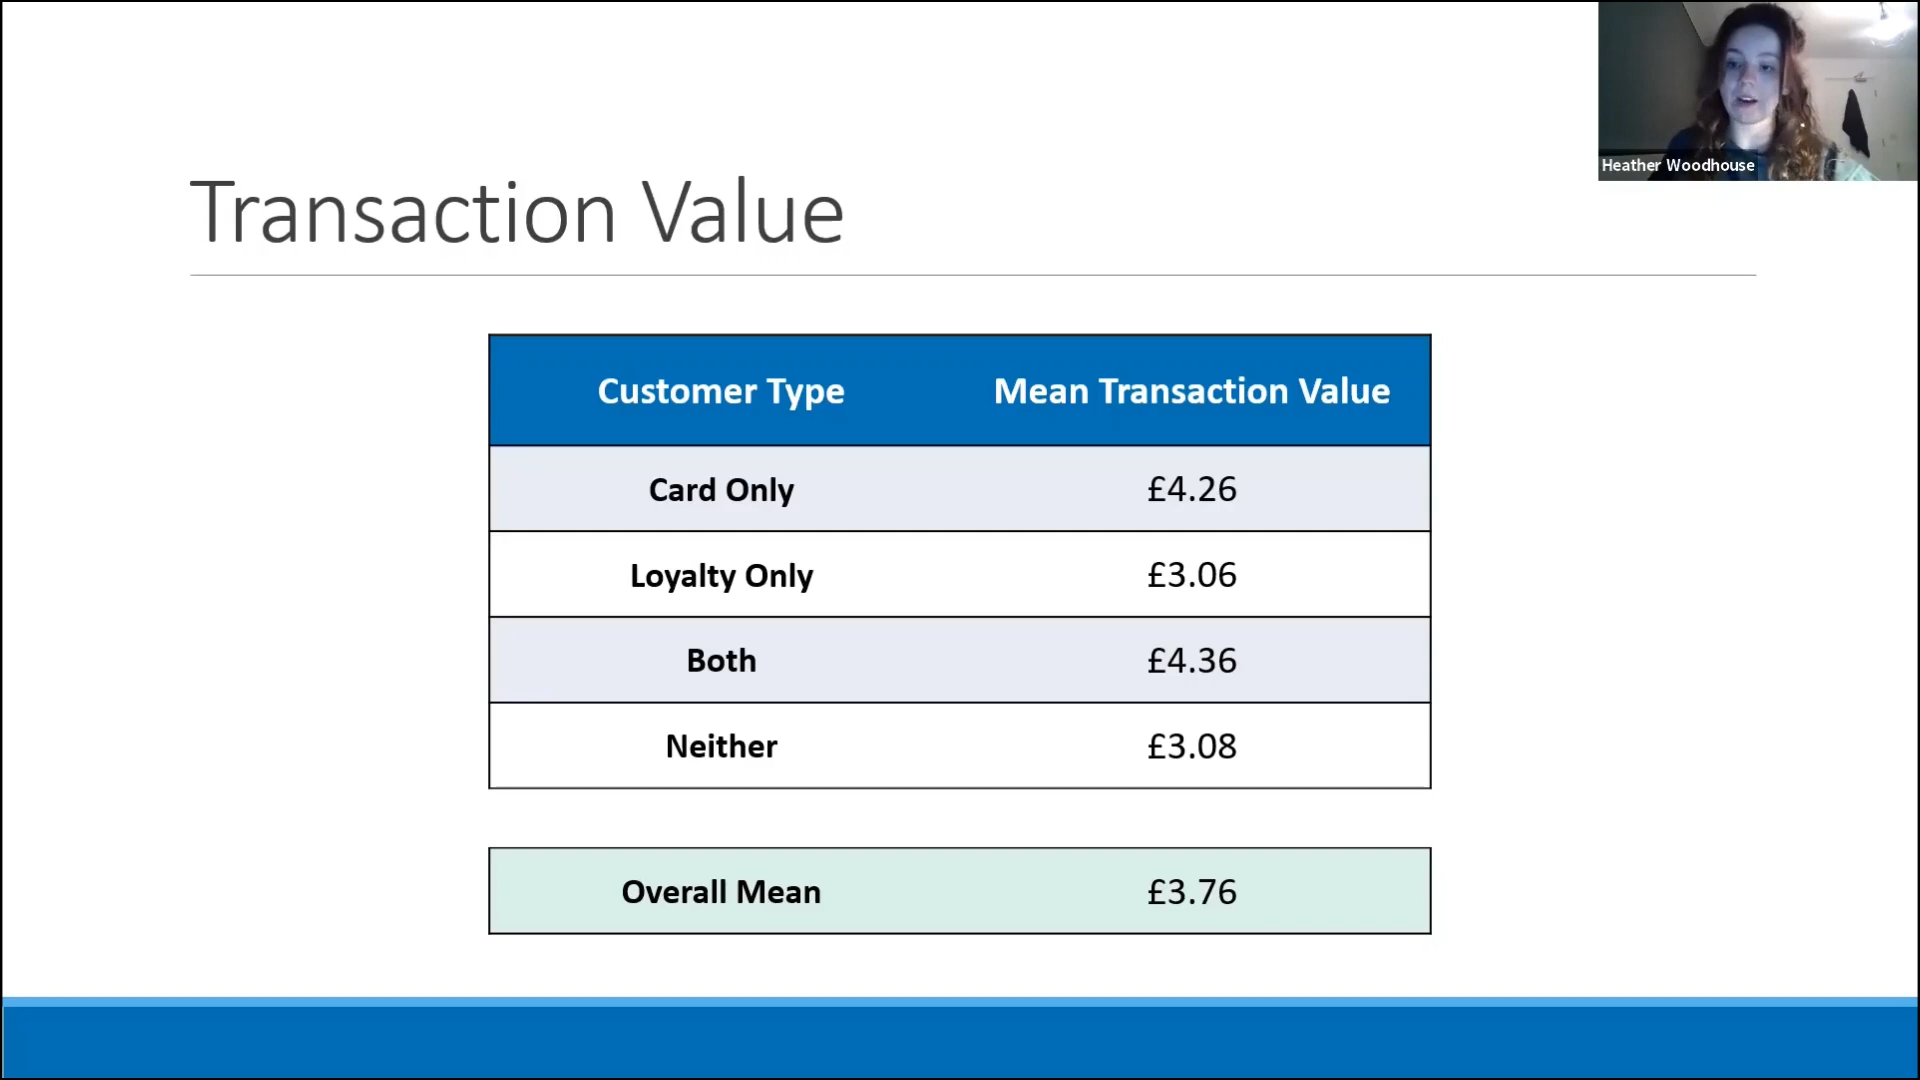 Heather Woodhouse
Transaction Value
Customer Type Mean Transaction Value
Card Only £4.26
Loyalty Only £3.06
Both £4.36
Neither £3.08
Overall Mean £3.76